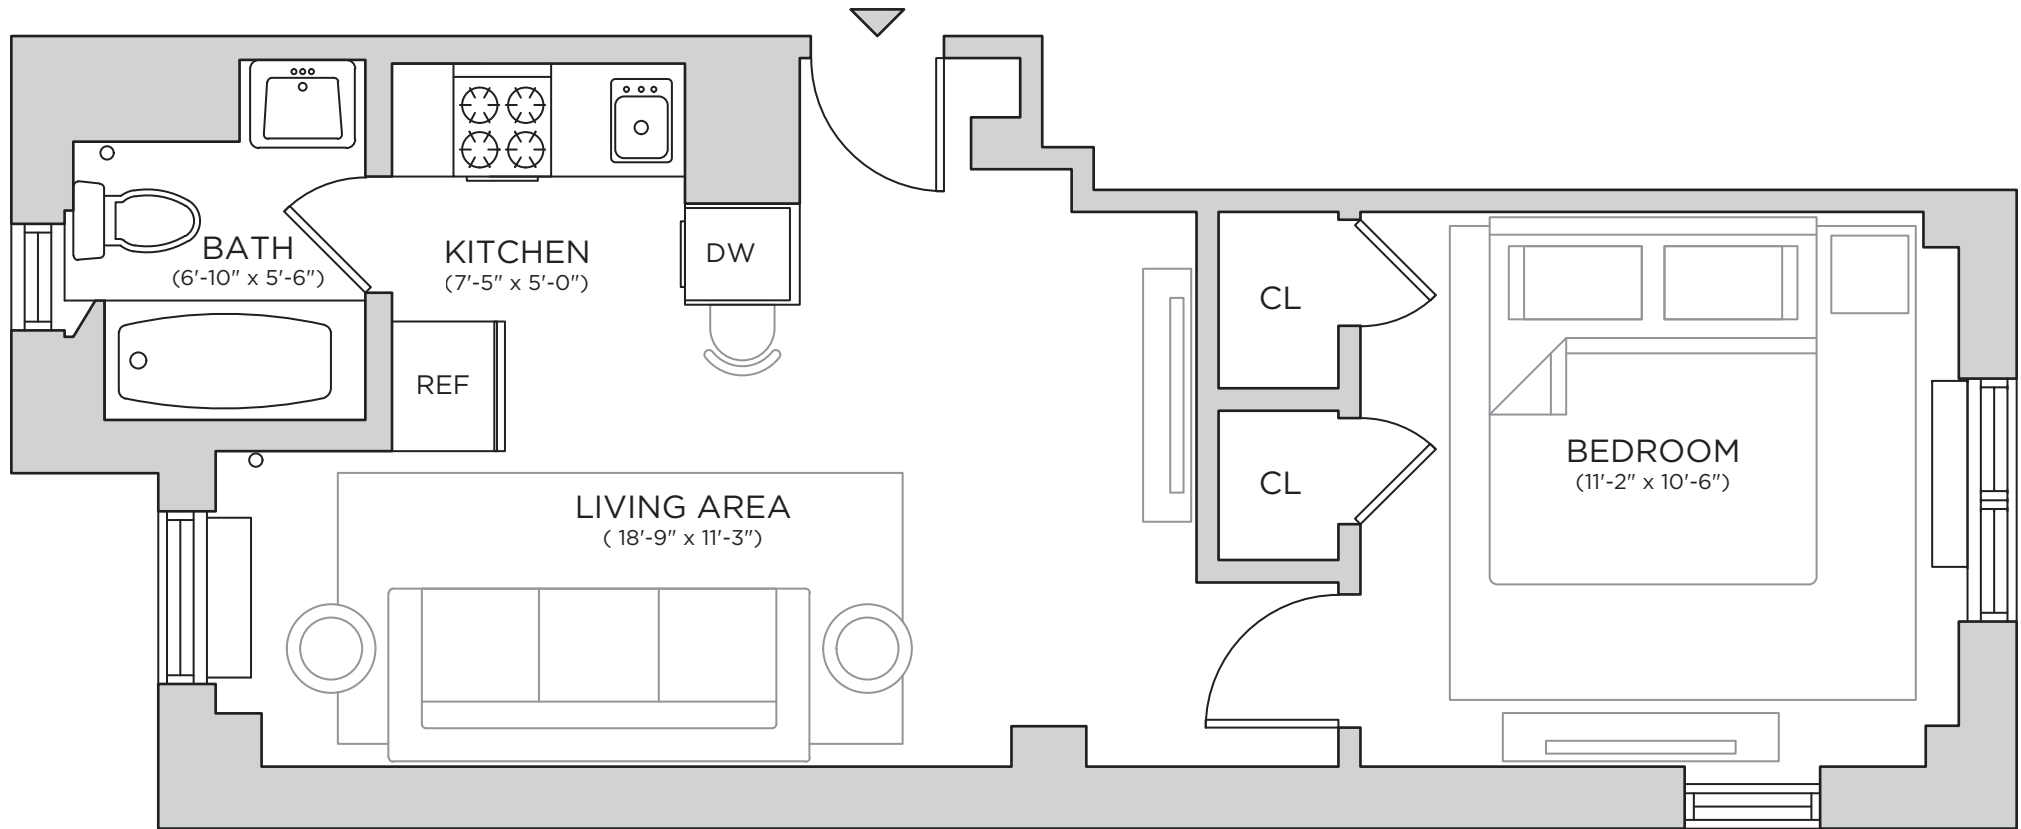 BATH
(6'-10" x 5'-6")
KITCHEN
(7'-5" x 5'-0")
DW
REF
CL
CL
LIVING AREA
( 18'-9" x 11'-3")
BEDROOM
(11'-2" x 10'-6")